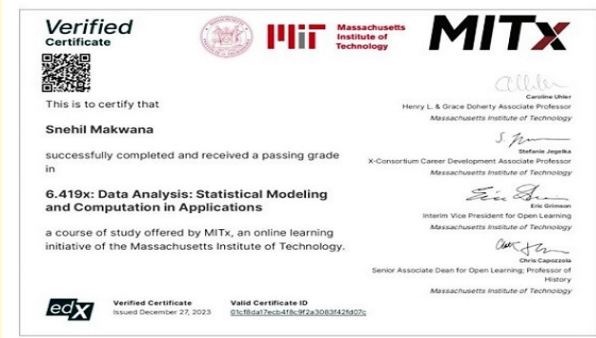 Verified
Certificate
Massachusetts
Institute of
Technology
MITx
This is to certify that
Snehil Makwana
successfully completed and received a passing grade
in
6.419x: Data Analysis: Statistical Modeling
and Computation in Applications
a course of study offered by MITx, an online learning
initiative of the Massachusetts Institute of Technology.
Caroline Uhler
Henry L. & Grace Doherty Associate Professor
Massachusetts Institute of Technology
Stefanie Jegelka
X-Consortium Career Development Associate Professor
Massachusetts Institute of Technology
Eric Grimson
Interim Vice President for Open Learning
Massachusetts Institute of Technology
Chris Capozzola
Senior Associate Dean for Open Learning; Professor of
History
Massachusetts Institute of Technology
edX
Verified Certificate
Issued December 27, 2023
Valid Certificate ID